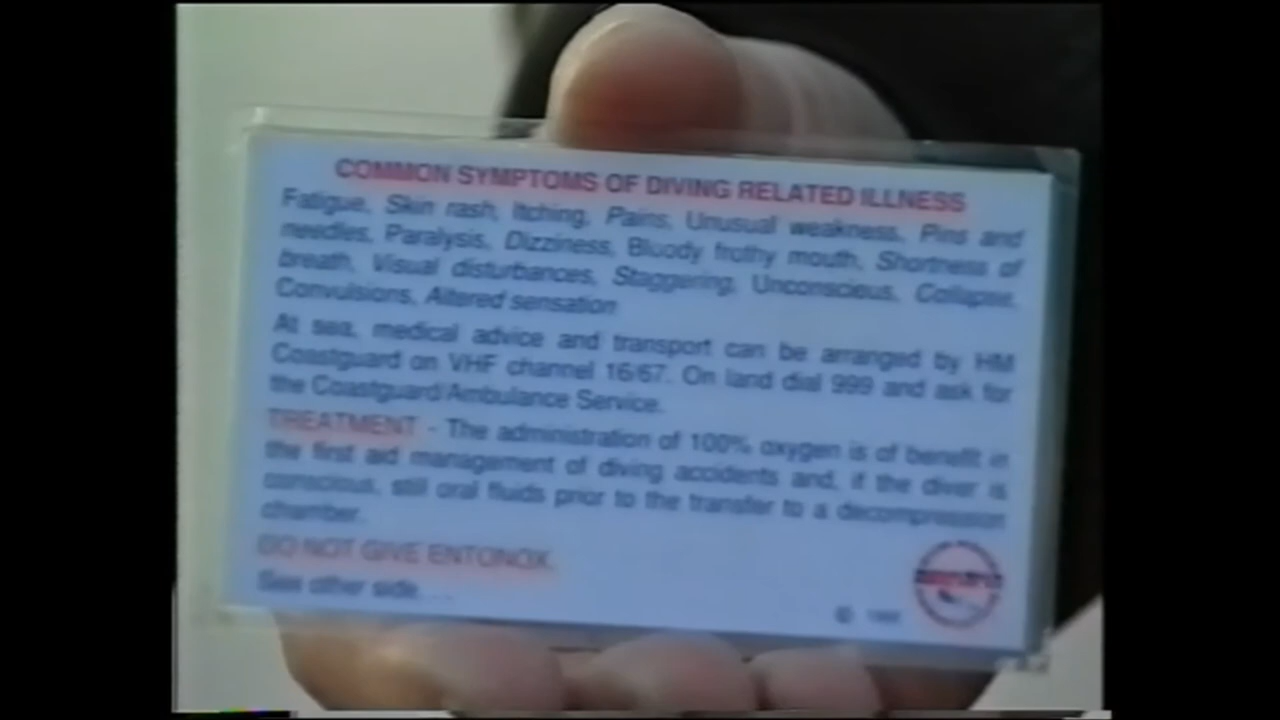 COMMON SYMPTOMS OF DIVING RELATED ILLNESS
Fatigue, Skin rash, Itching, Pains, Unusual weakness, Pins and
needles, Paralysis, Dizziness, Bluody frothy mouth, Shortness of
breath, Visual disturbances, Staggering, Unconscious, Collapse,
Convulsions, Altered sensation
At sea, medical advice and transport can be arranged by HM
Coastguard on VHF channel 16/67. On land dial 999 and ask for
the Coastguard/Ambulance Service.
TREATMENT - The administration of 100% oxygen is of benefit in
the first aid management of diving accidents and, if the diver is
conscious, still oral fluids prior to the transfer to a decompression
chamber.
DO NOT GIVE ENTONOX.
See other side....
©